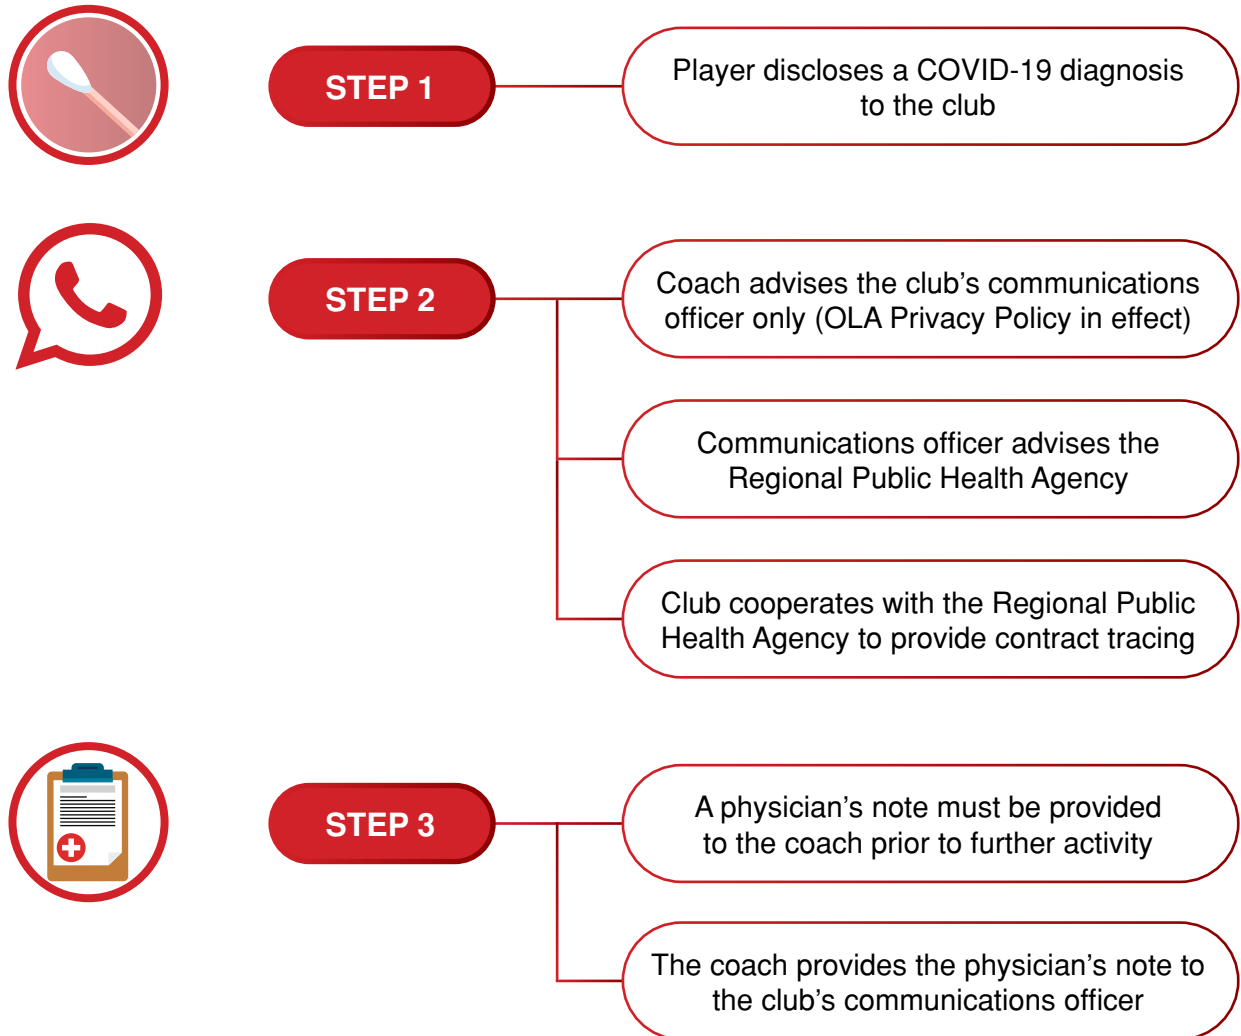 STEP 1
Player discloses a COVID-19 diagnosis
to the club
STEP 2
Coach advises the club’s communications
officer only (OLA Privacy Policy in effect)
Communications officer advises the
Regional Public Health Agency
Club cooperates with the Regional Public
Health Agency to provide contract tracing
STEP 3
A physician’s note must be provided
to the coach prior to further activity
The coach provides the physician’s note to
the club’s communications officer